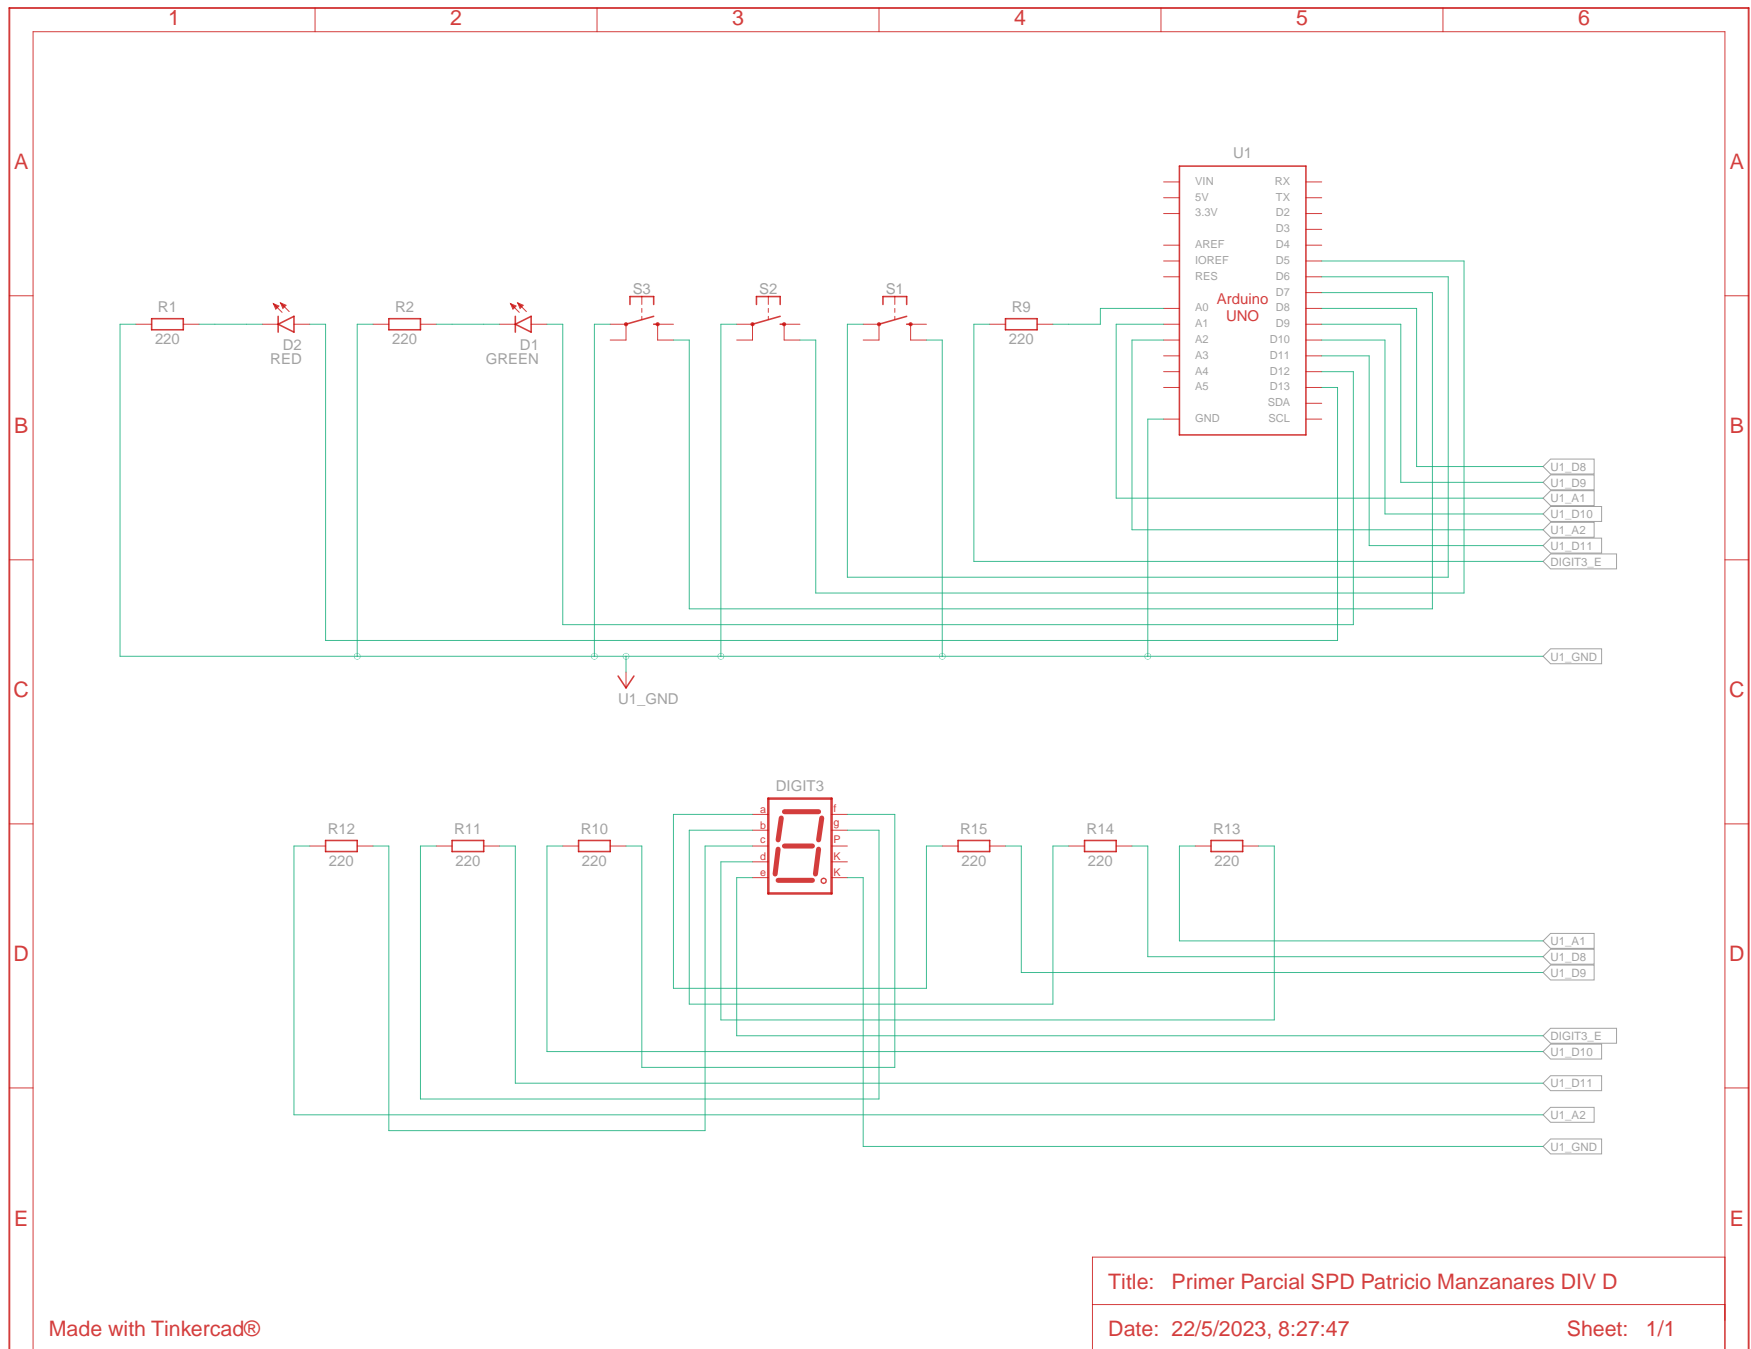 1 2 3 4 5 6
A A
U1
VIN RX
5V TX
3.3V D2
D3
AREF D4
IOREF D5
RES D6
D7
Arduino
UNO
A0 D8
A1 D9
A2 D10
A3 D11
A4 D12
A5 D13
SDA
GND SCL
R1
220
D2
RED
R2
220
D1
GREEN
S3
S2
S1
R9
220
B B
U1_D8
U1_D9
U1_A1
U1_D10
U1_A2
U1_D11
DIGIT3_E
U1_GND
C C
U1_GND
DIGIT3
a f
b g
c P
d K
e K
R12
220
R11
220
R10
220
R15
220
R14
220
R13
220
D D
U1_A1
U1_D8
U1_D9
DIGIT3_E
U1_D10
U1_D11
U1_A2
U1_GND
E E
Title: Primer Parcial SPD Patricio Manzanares DIV D
Made with Tinkercad®
Date: 22/5/2023, 8:27:47 Sheet: 1/1